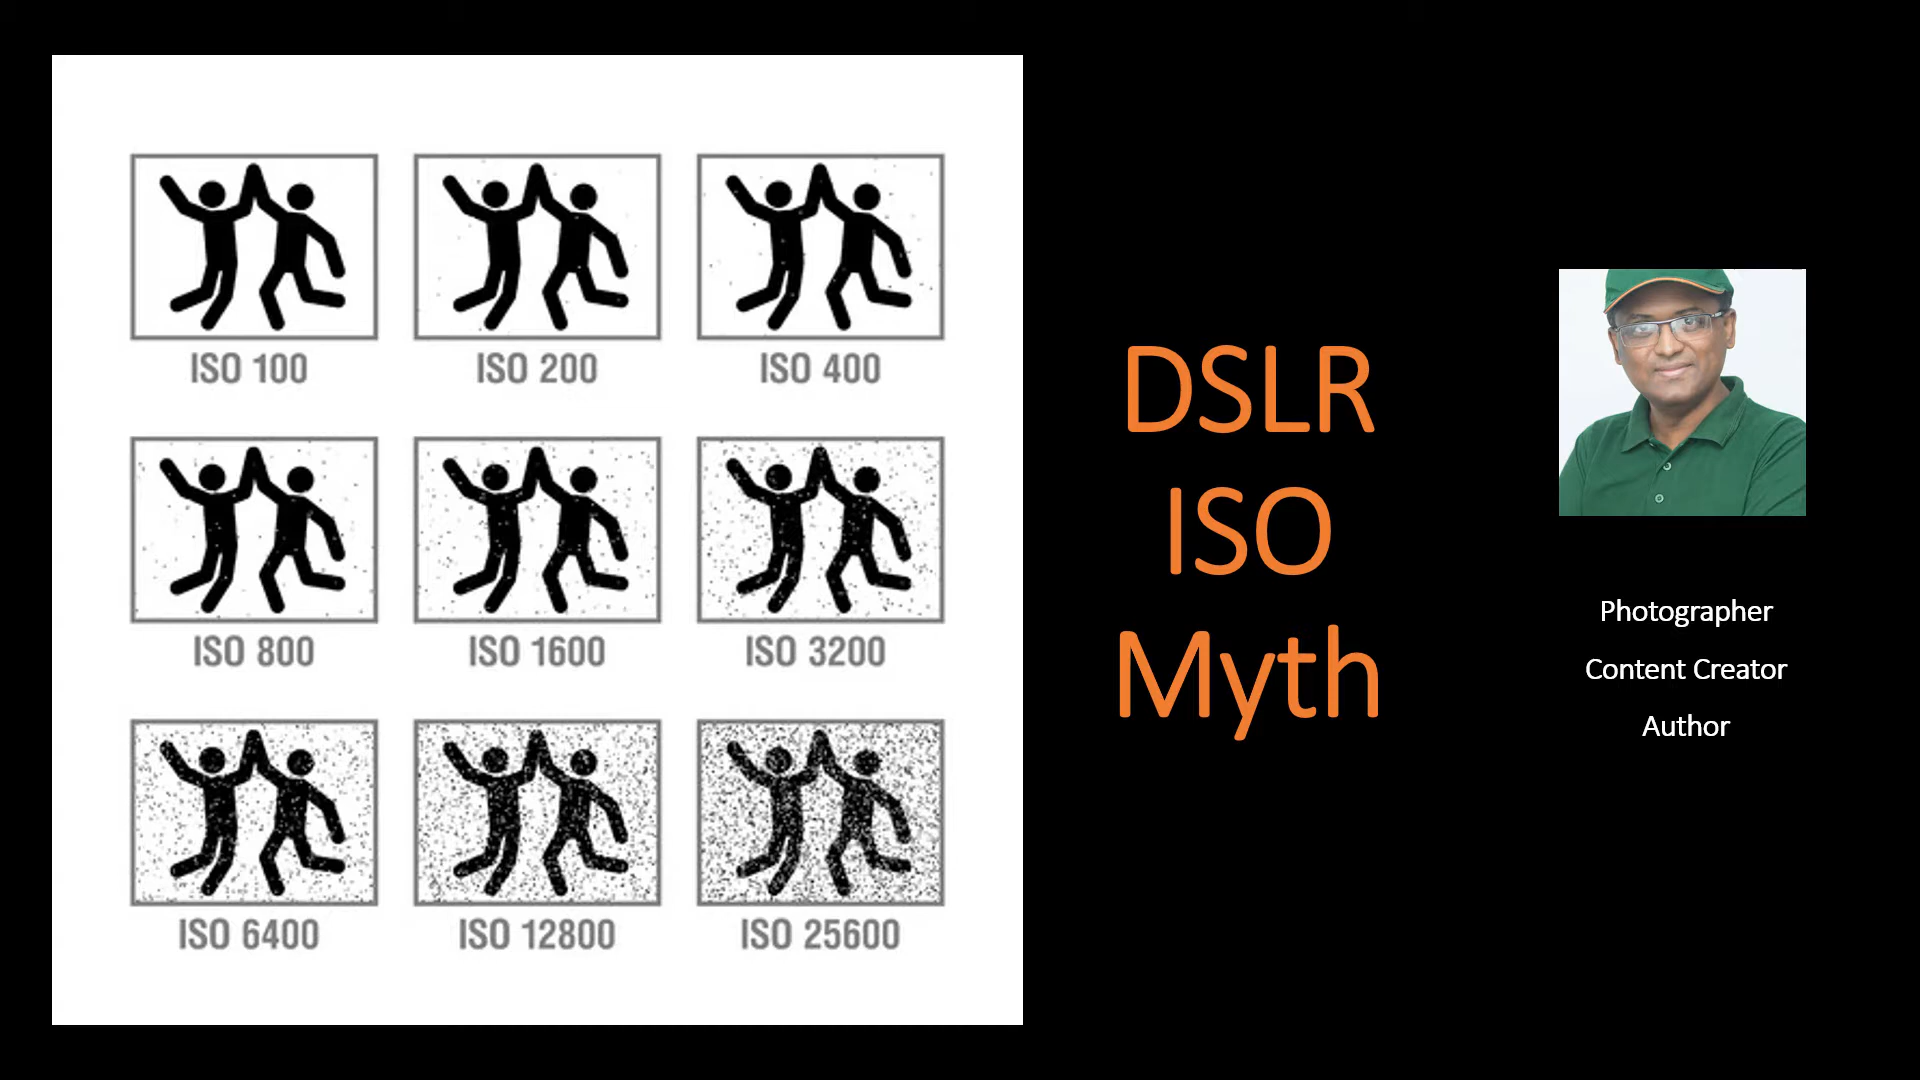 ISO 100
ISO 200
ISO 400
ISO 800
ISO 1600
ISO 3200
ISO 6400
ISO 12800
ISO 25600
DSLR
ISO
Myth
Photographer
Content Creator
Author